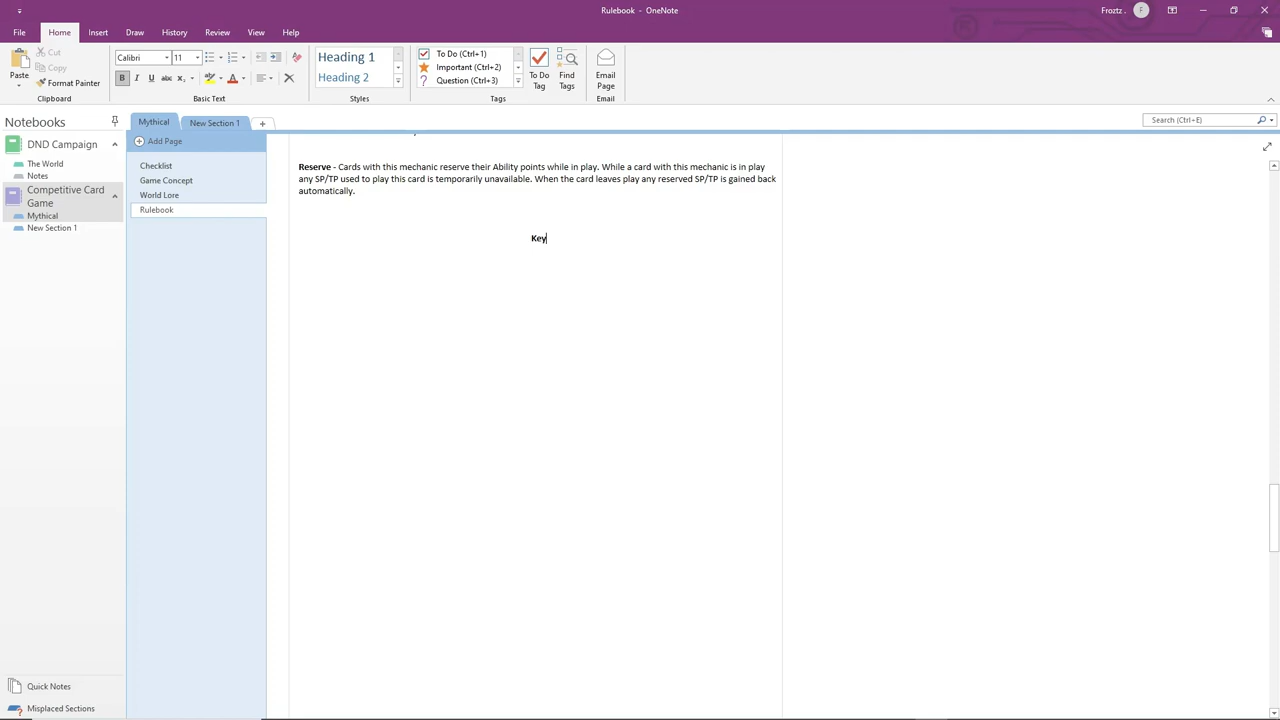 Rulebook - OneNote
Froztz .
F
File
Home
Insert
Draw
History
Review
View
Help
Paste
Cut
Copy
Format Painter
Clipboard
Calibri
11
B I U abc x₂
A
Basic Text
Heading 1
Heading 2
Styles
To Do (Ctrl+1)
Important (Ctrl+2)
Question (Ctrl+3)
To Do
Tag
Find
Tags
Tags
Email
Page
Email
Notebooks
Mythical
New Section 1
Search (Ctrl+E)
DND Campaign
The World
Notes
Competitive Card
Game
Mythical
New Section 1
Add Page
Checklist
Game Concept
World Lore
Rulebook
Reserve - Cards with this mechanic reserve their Ability points while in play. While a card with this mechanic is in play
any SP/TP used to play this card is temporarily unavailable. When the card leaves play any reserved SP/TP is gained back
automatically.
Key
Quick Notes
Misplaced Sections